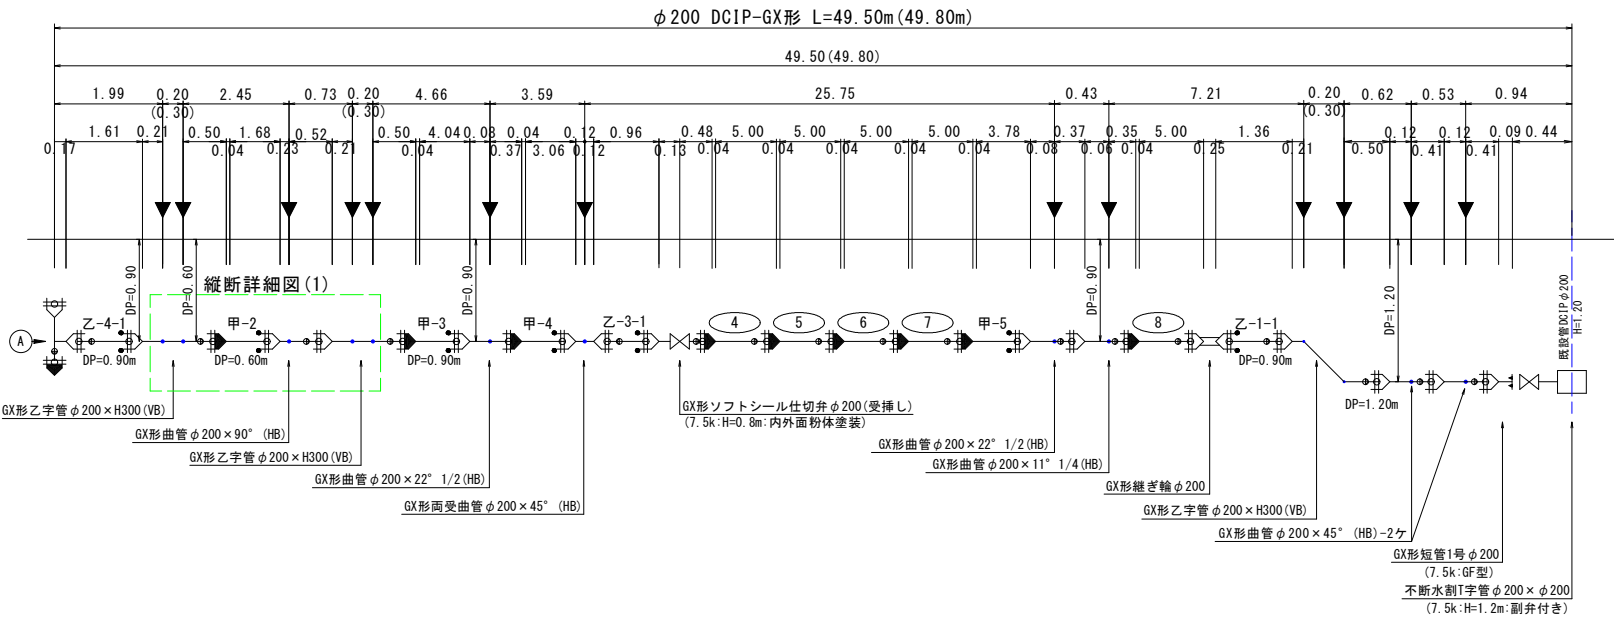 φ200 DCIP-GX形 L=49.50m(49.80m)
49.50(49.80)
1.99 0.20 2.45 0.73 0.20 4.66 3.59 25.75 0.43 7.21 0.20 0.62 0.53 0.94
(0.30) (0.30) (0.30)
1.61 0.21 0.50 1.68 0.52 0.50 4.04 0.08 0.04 0.12 0.96 0.48 5.00 5.00 5.00 5.00 3.78 0.37 0.35 5.00 1.36 0.12 0.12 0.09 0.44
0.17 0.04 0.23 0.21 0.04 0.37 3.06 0.12 0.13 0.04 0.04 0.04 0.04 0.04 0.08 0.06 0.04 0.25 0.21 0.50 0.41 0.41
DP=0.90
DP=0.60
DP=0.90
DP=0.90
DP=1.20
既設管DCIPφ200
H=1.20
縦断詳細図(1)
A
乙-4-1 甲-2 甲-3 甲-4 乙-3-1 4 5 6 7 甲-5 8 乙-1-1
DP=0.90m DP=0.60m DP=0.90m DP=0.90m
DP=1.20m
GX形乙字管φ200×H300(VB)
GX形曲管φ200×90°(HB)
GX形乙字管φ200×H300(VB)
GX形曲管φ200×22°1/2(HB)
GX形両受曲管φ200×45°(HB)
GX形ソフトシール仕切弁φ200(受挿し)
(7.5k:H=0.8m:内外面粉体塗装)
GX形曲管φ200×22°1/2(HB)
GX形曲管φ200×11°1/4(HB)
GX形継ぎ輪φ200
GX形乙字管φ200×H300(VB)
GX形曲管φ200×45°(HB)-2ケ
GX形短管1号φ200
(7.5k:GF型)
不断水割T字管φ200×φ200
(7.5k:H=1.2m:副弁付き)